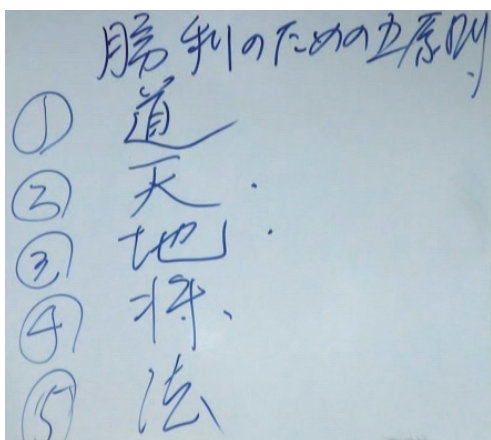 勝利のための五原則
① 道
② 天
③ 地
④ 将
⑤ 法